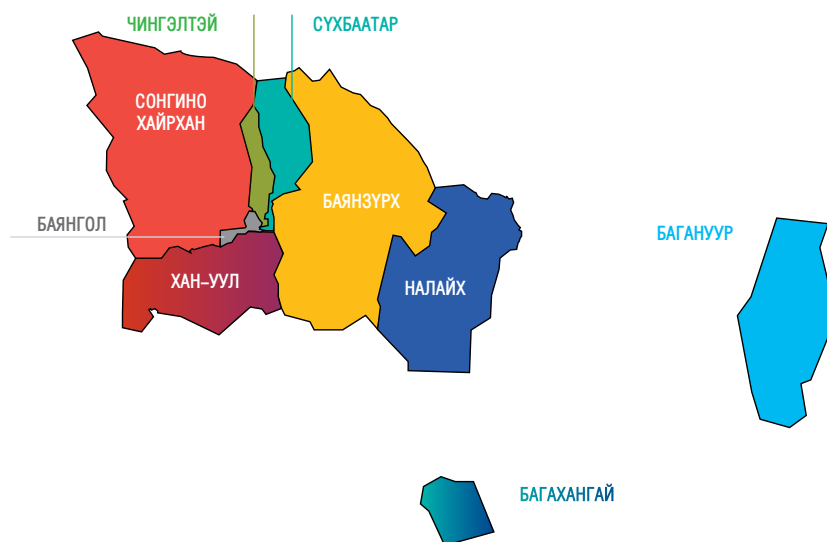 ЧИНГЭЛТЭЙ
СҮХБААТАР
СОНГИНО
ХАЙРХАН
БАЯНЗҮРХ
БАЯНГОЛ
БАГАНУУР
ХАН–УУЛ
НАЛАЙХ
БАГАХАНГАЙ